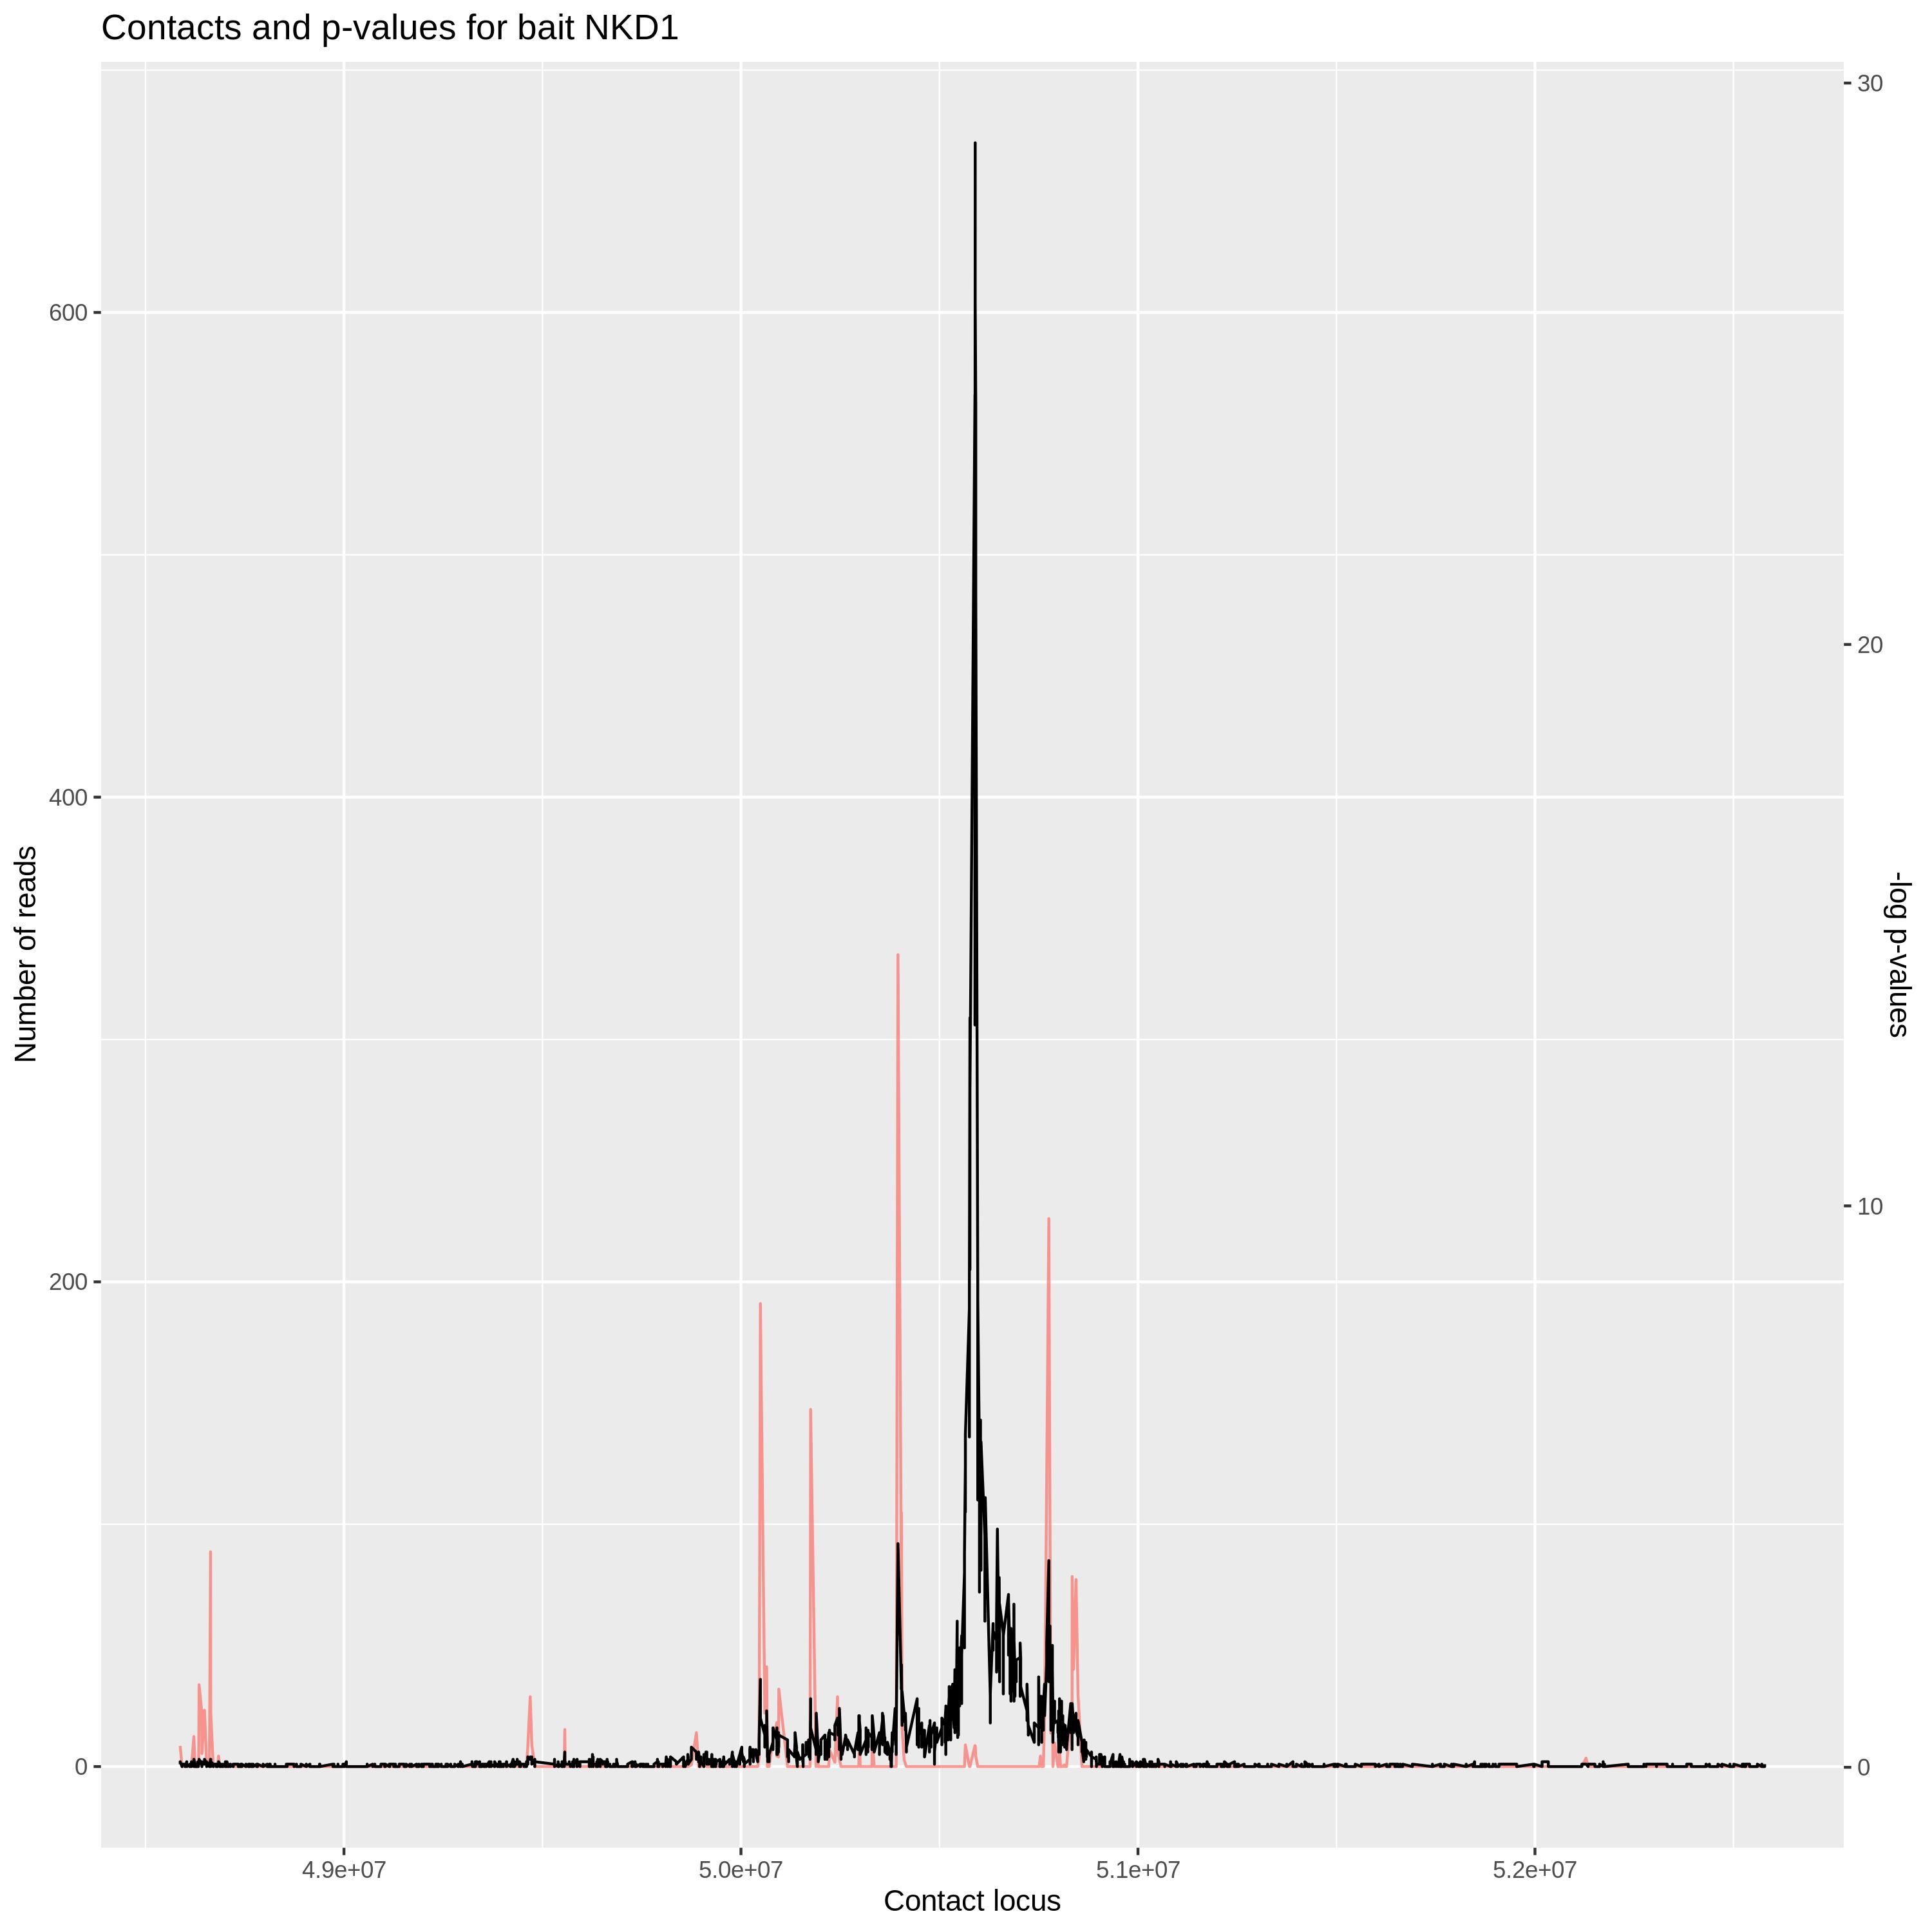 Contacts and p-values for bait NKD1
30
600
20
400
Number of reads
-log p-values
10
200
0
0
4.9e+07
5.0e+07
5.1e+07
5.2e+07
Contact locus